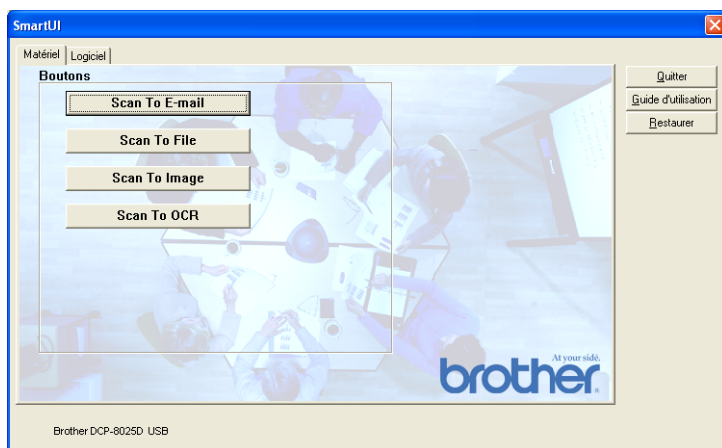 SmartUI
Matériel
Logiciel
Boutons
Scan To E-mail
Scan To File
Scan To Image
Scan To OCR
Quitter
Guide d'utilisation
Restaurer
At your side.
brother.
Brother DCP-8025D USB